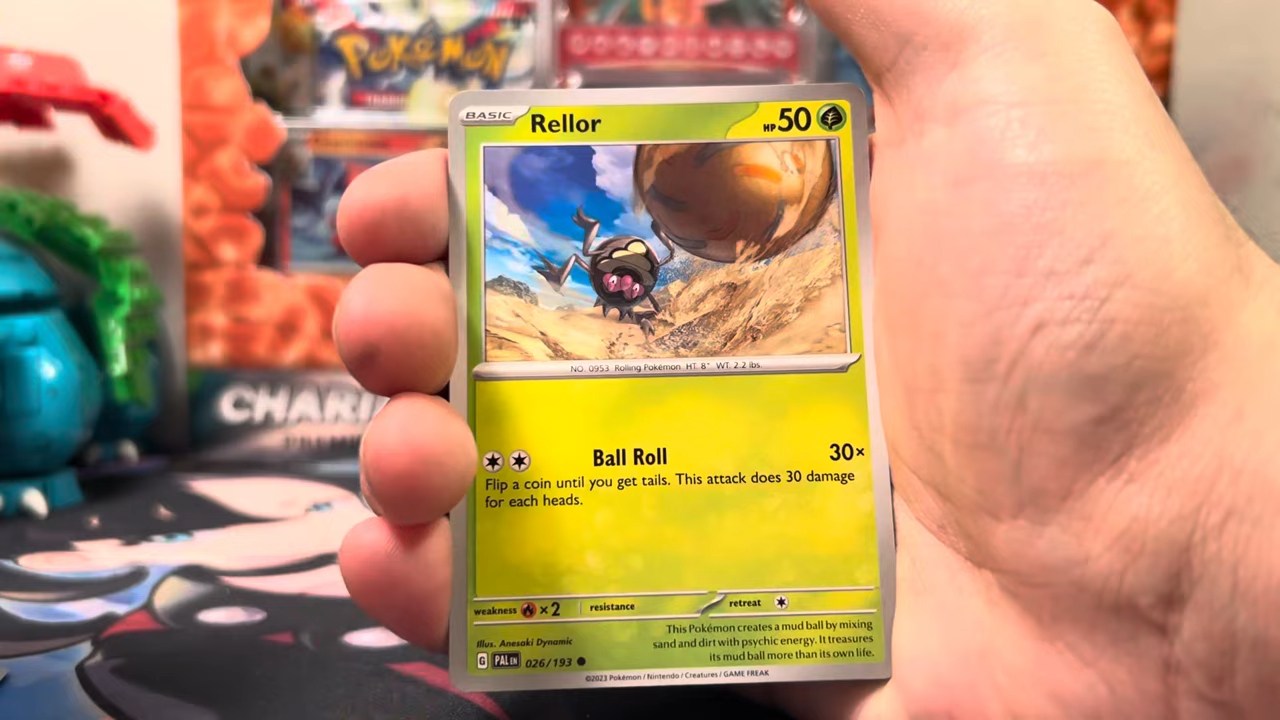 POKÉMON
BASIC Rellor HP 50
NO. 0953 Rolling Pokémon HT: 8" WT: 2.2 lbs
Ball Roll 30×
Flip a coin until you get tails. This attack does 30 damage
for each heads.
weakness ×2 resistance retreat
This Pokémon creates a mud ball by mixing
sand and dirt with psychic energy. It treasures
its mud ball more than its own life.
Illus. Anesaki Dynamic
G PAL EN 026/193
©2023 Pokémon / Nintendo / Creatures / GAME FREAK